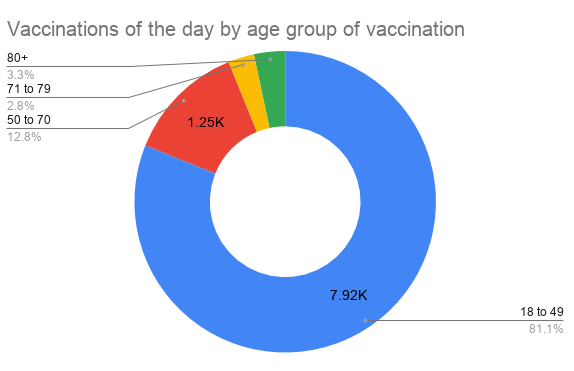 Vaccinations of the day by age group of vaccination
80+
3.3%
71 to 79
2.8%
50 to 70
12.8%
1.25K
7.92K
18 to 49
81.1%